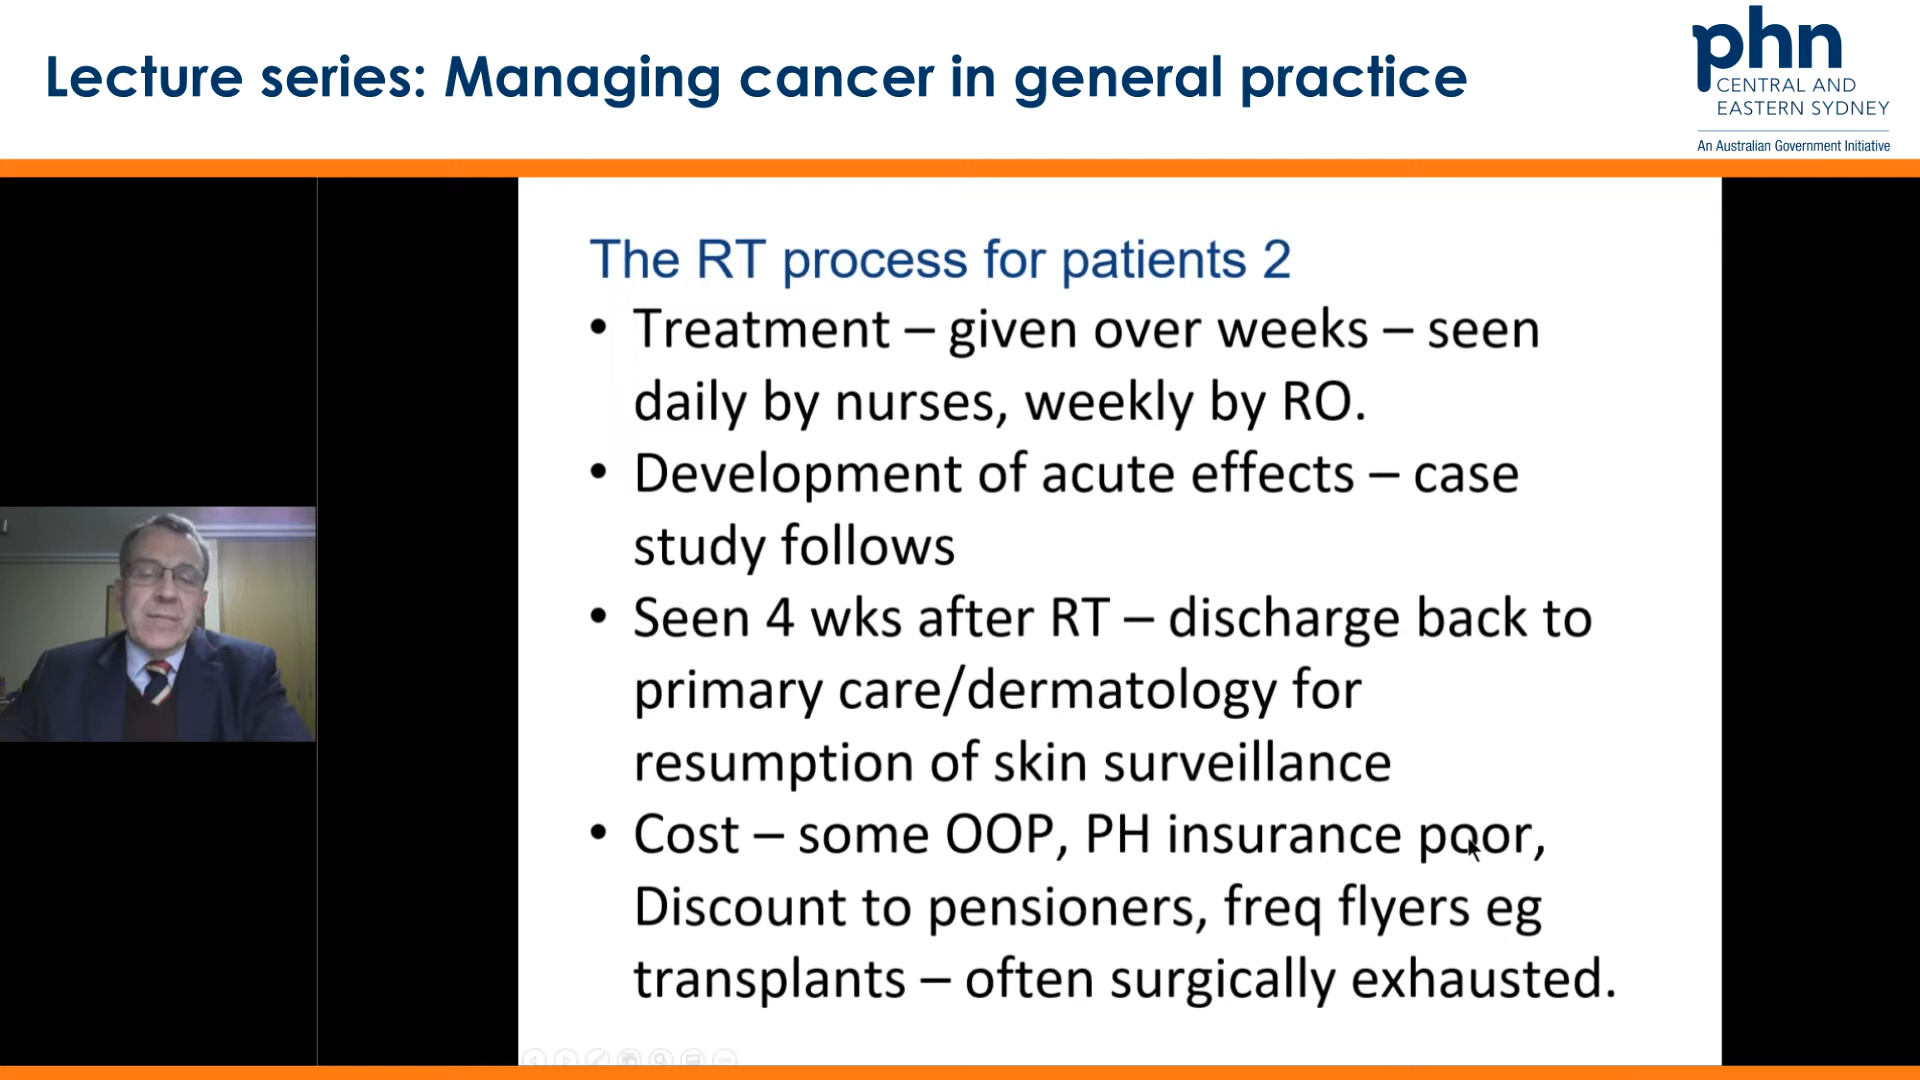 Lecture series: Managing cancer in general practice
phn
CENTRAL AND
EASTERN SYDNEY
An Australian Government Initiative
The RT process for patients 2
• Treatment – given over weeks – seen
daily by nurses, weekly by RO.
• Development of acute effects – case
study follows
• Seen 4 wks after RT – discharge back to
primary care/dermatology for
resumption of skin surveillance
• Cost – some OOP, PH insurance poor,
Discount to pensioners, freq flyers eg
transplants – often surgically exhausted.